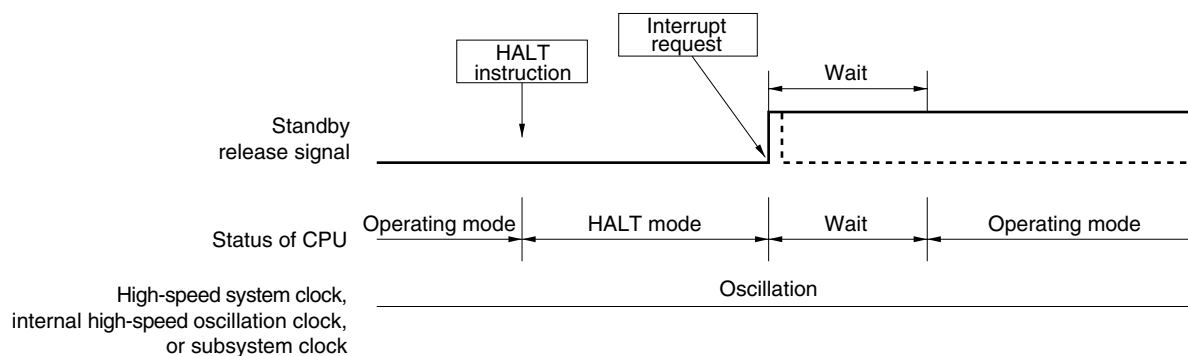 HALT
instruction
Interrupt
request
Wait
Standby
release signal
Status of CPU
Operating mode
HALT mode
Wait
Operating mode
High-speed system clock,
internal high-speed oscillation clock,
or subsystem clock
Oscillation